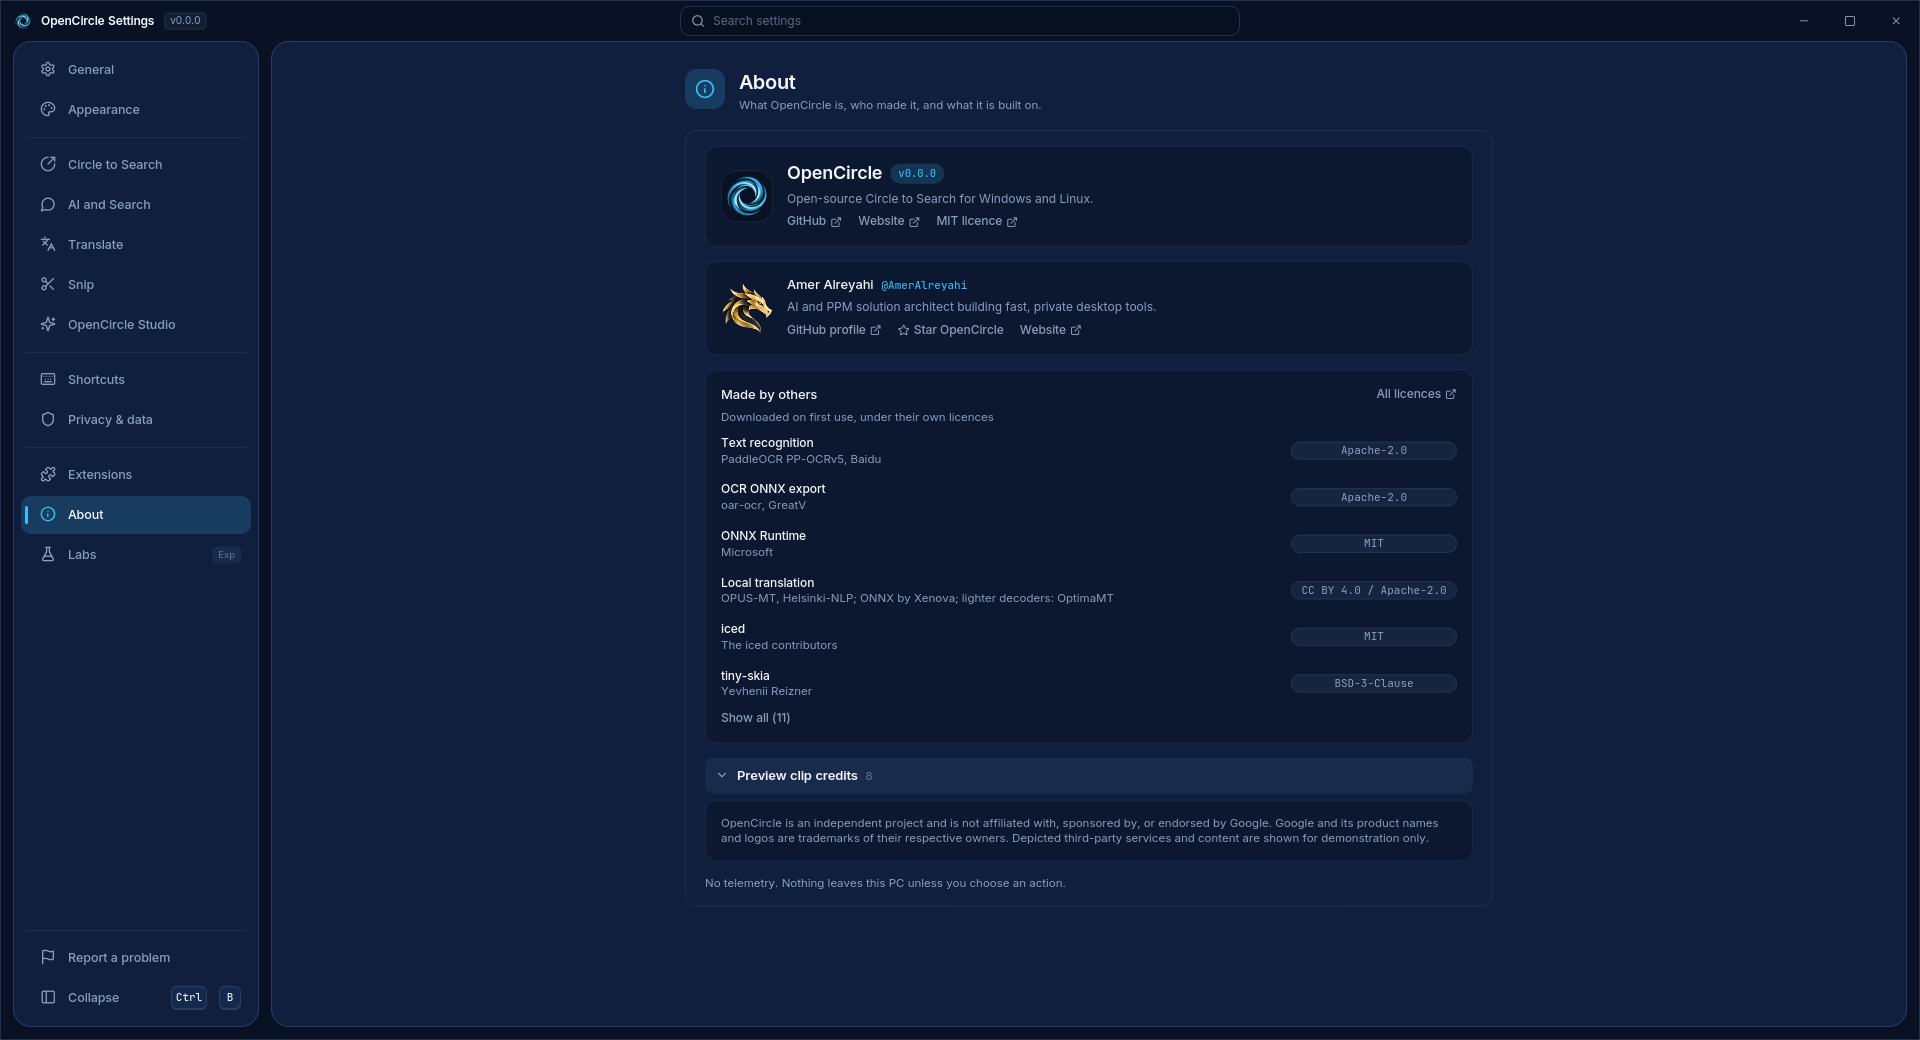 OpenCircle Settings v0.0.0
Search settings
General
Appearance
Circle to Search
AI and Search
Translate
Snip
OpenCircle Studio
Shortcuts
Privacy & data
Extensions
About
Labs Exp
Report a problem
Collapse Ctrl B
About
What OpenCircle is, who made it, and what it is built on.
OpenCircle v0.0.0
Open-source Circle to Search for Windows and Linux.
GitHub Website MIT licence
Amer Alreyahi @AmerAlreyahi
AI and PPM solution architect building fast, private desktop tools.
GitHub profile Star OpenCircle Website
Made by others All licences
Downloaded on first use, under their own licences
Text recognition
PaddleOCR PP-OCRv5, Baidu
Apache-2.0
OCR ONNX export
oar-ocr, GreatV
Apache-2.0
ONNX Runtime
Microsoft
MIT
Local translation
OPUS-MT, Helsinki-NLP; ONNX by Xenova; lighter decoders: OptimaMT
CC BY 4.0 / Apache-2.0
iced
The iced contributors
MIT
tiny-skia
Yevhenii Reizner
BSD-3-Clause
Show all (11)
Preview clip credits 8
OpenCircle is an independent project and is not affiliated with, sponsored by, or endorsed by Google. Google and its product names
and logos are trademarks of their respective owners. Depicted third-party services and content are shown for demonstration only.
No telemetry. Nothing leaves this PC unless you choose an action.